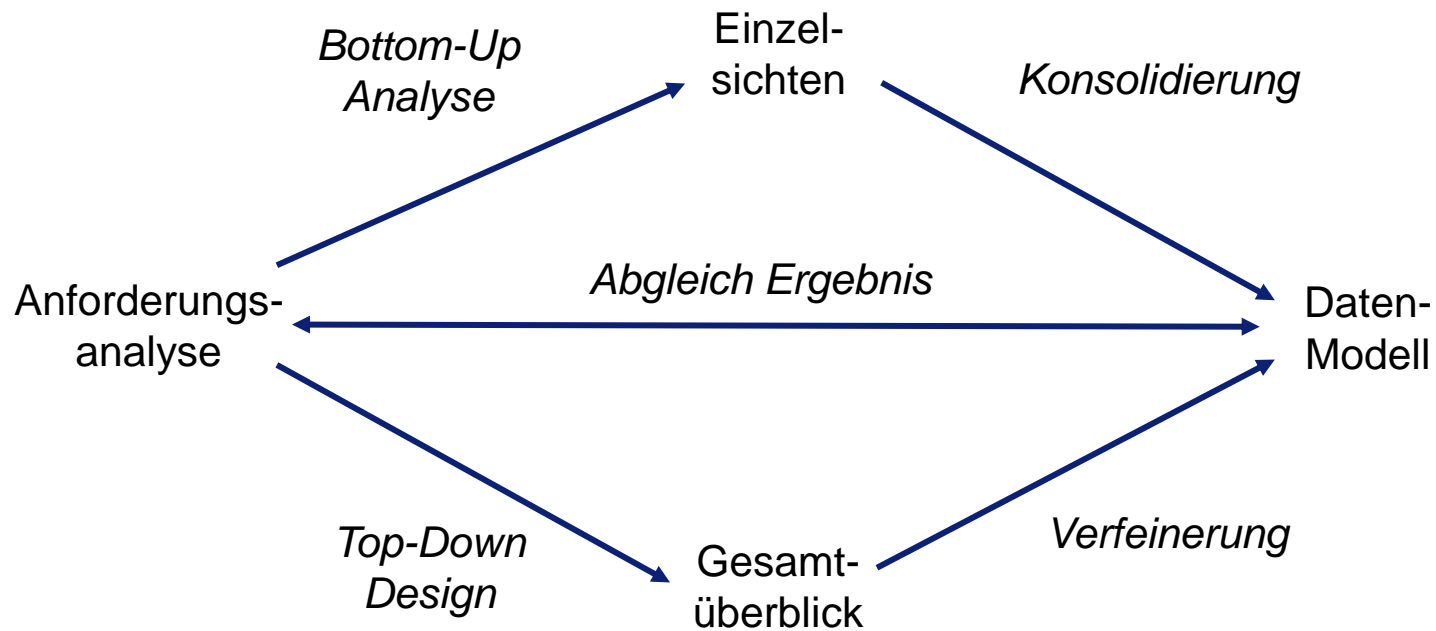 Bottom-Up
Analyse
Einzel-
sichten
Konsolidierung
Abgleich Ergebnis
Anforderungs-
analyse
Daten-
Modell
Top-Down
Design
Gesamt-
überblick
Verfeinerung